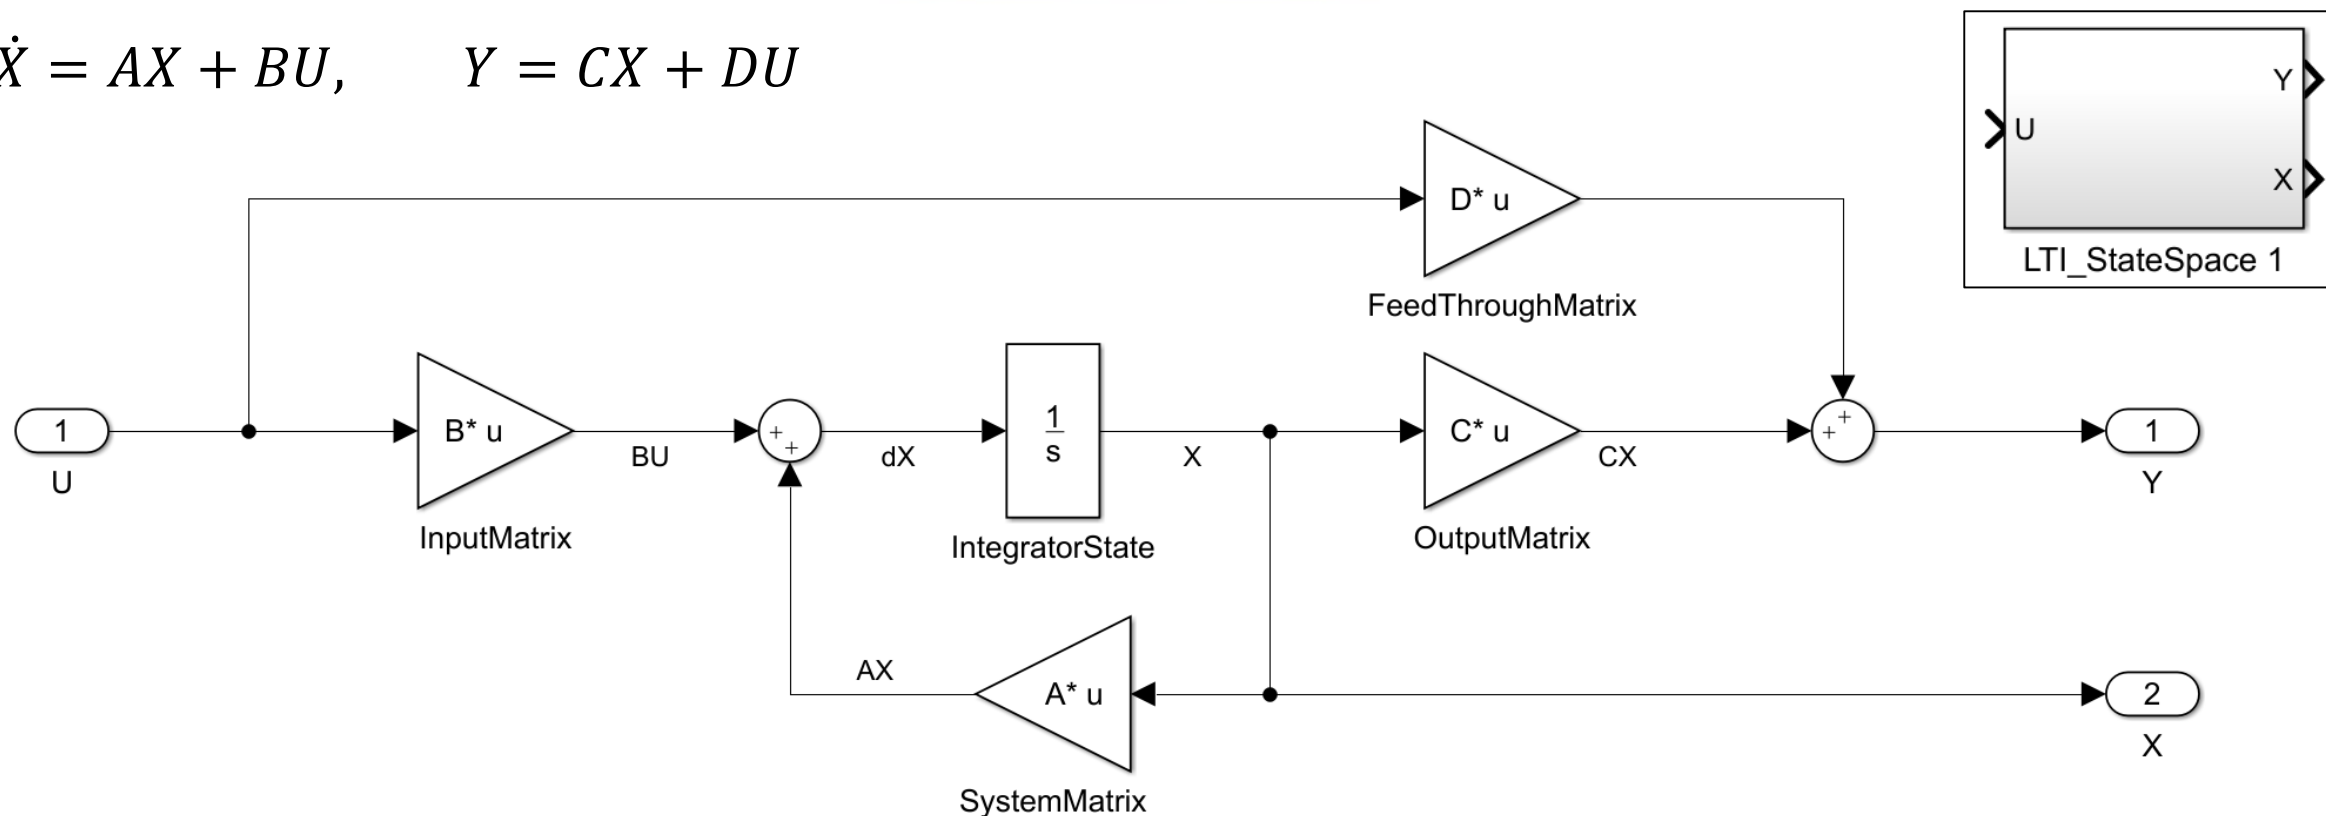 Ẋ = AX + BU, Y = CX + DU
Y
U
X
LTI_StateSpace 1
D* u
FeedThroughMatrix
1
U
B* u
InputMatrix
BU
+
+
dX
1
s
IntegratorState
X
C* u
OutputMatrix
CX
+
+
1
Y
AX
A* u
SystemMatrix
2
X